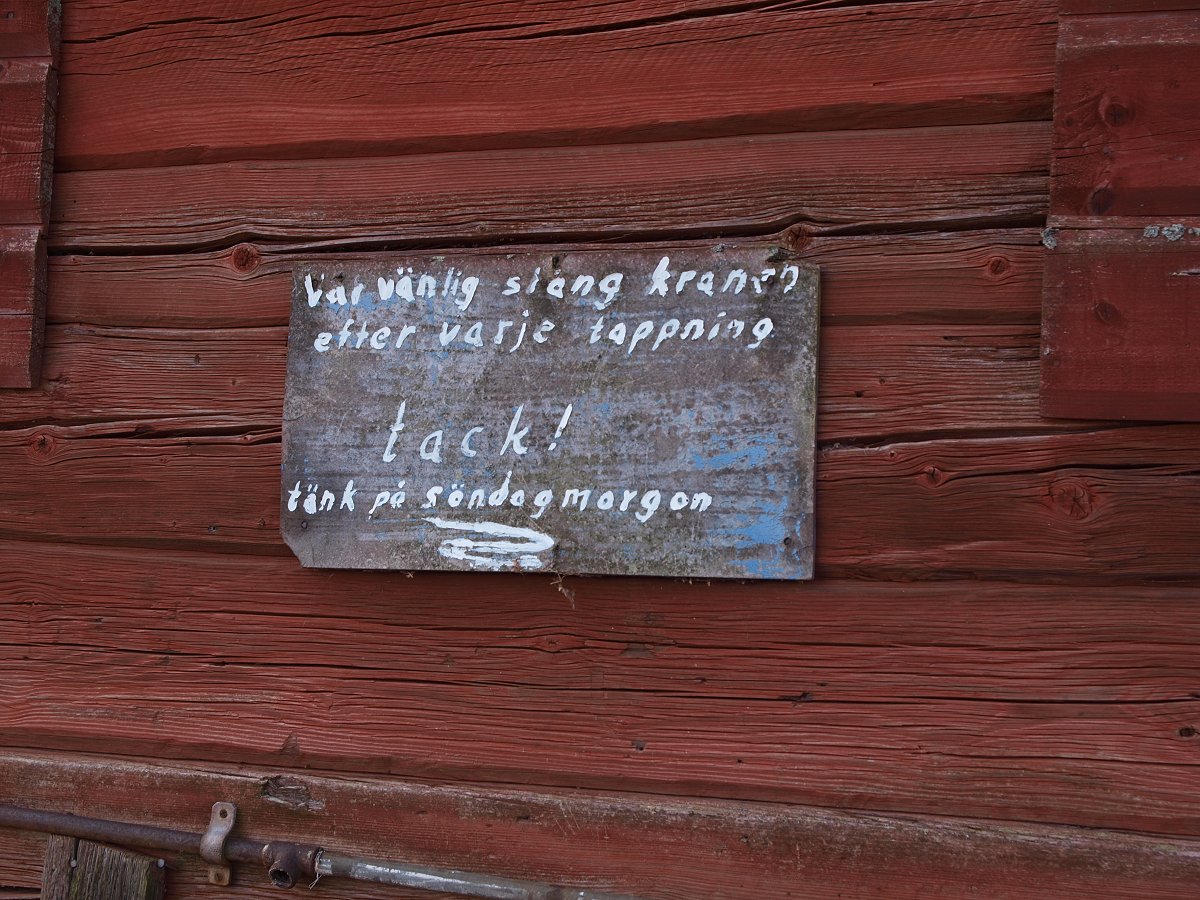 Var vänlig stäng kranen
efter varje tappning.
tack!
tänk på söndagmorgon